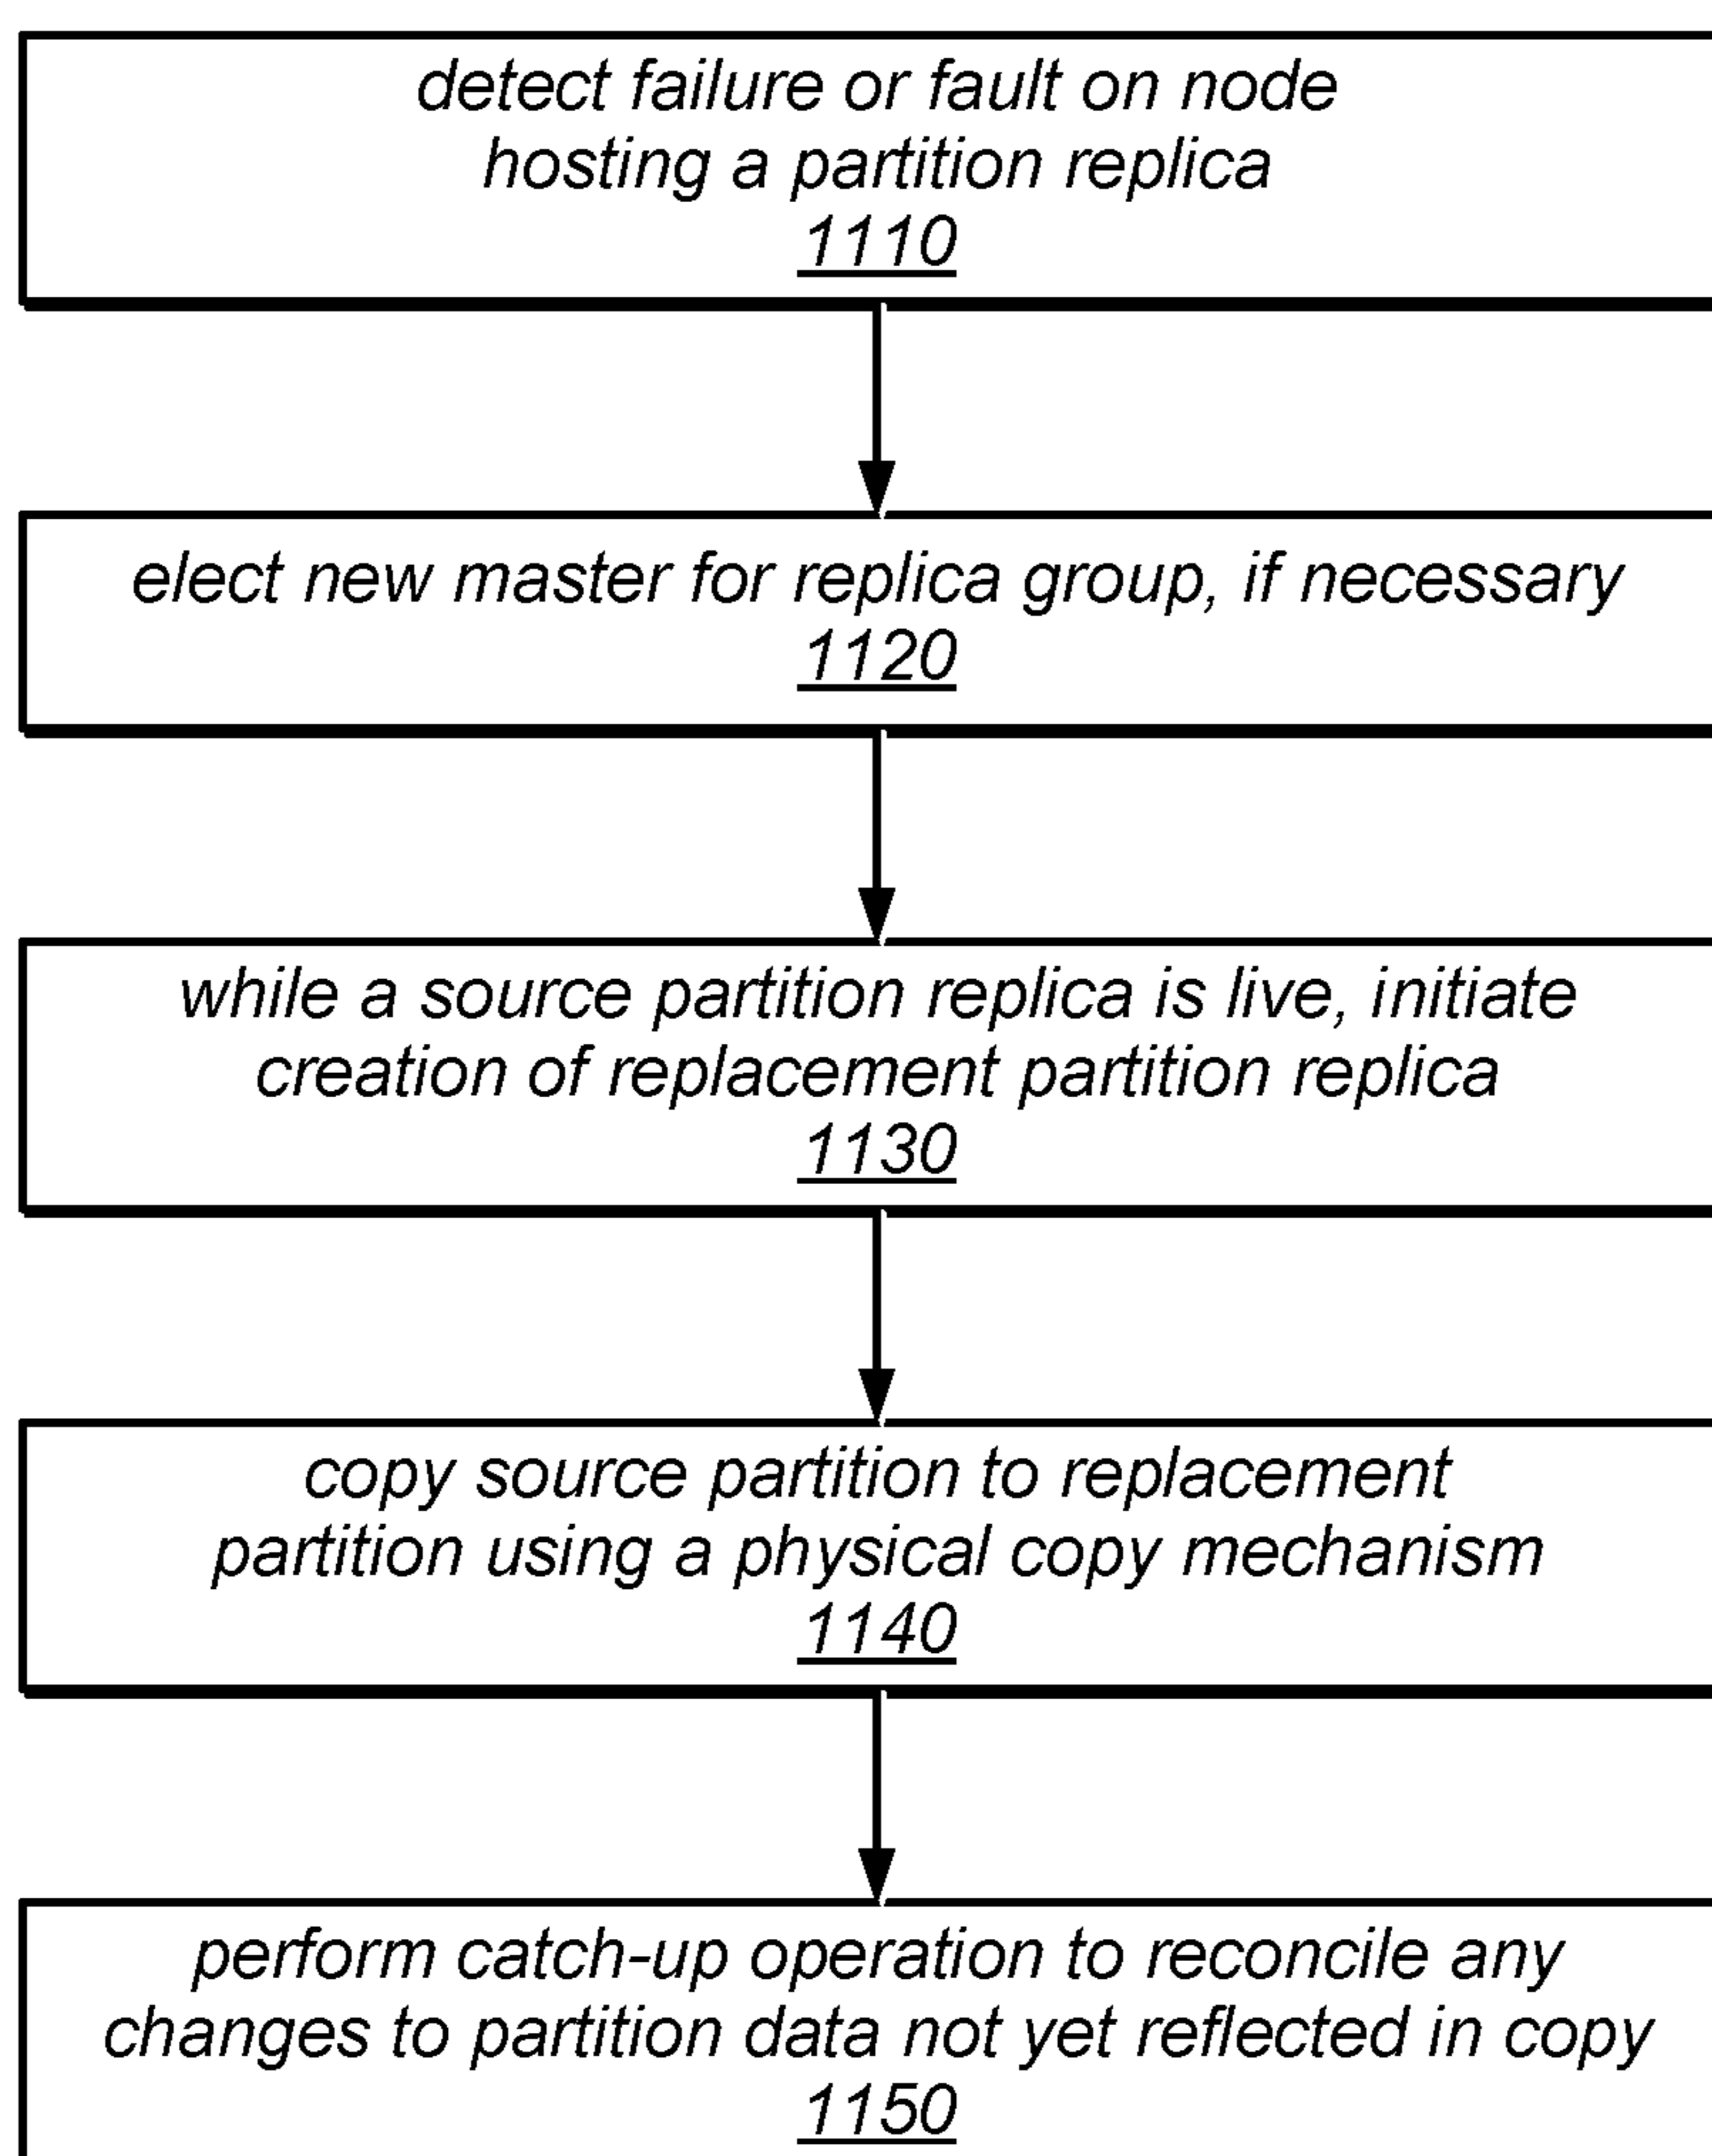 detect failure or fault on node
hosting a partition replica
1110
elect new master for replica group, if necessary
1120
while a source partition replica is live, initiate
creation of replacement partition replica
1130
copy source partition to replacement
partition using a physical copy mechanism
1140
perform catch-up operation to reconcile any
changes to partition data not yet reflected in copy
1150